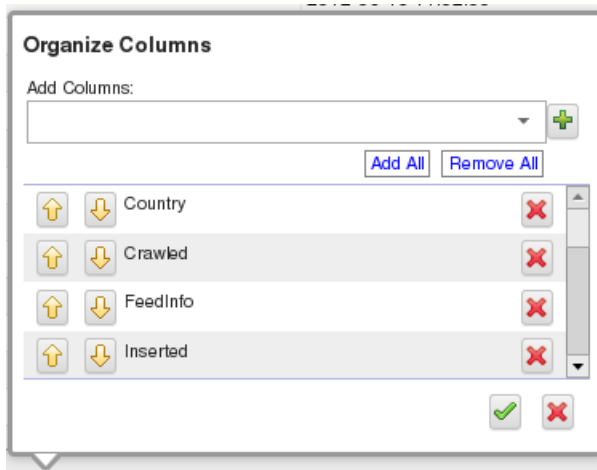 Organize Columns
Add Columns:
Add All Remove All
Country
Crawled
FeedInfo
Inserted